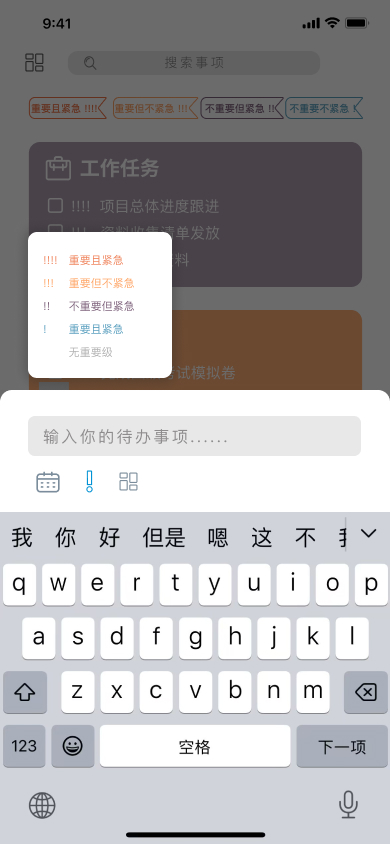 9:41
搜索事项
重要且紧急 !!!! 重要但不紧急 !!! 不重要但紧急 !! 不重要不紧急 !
工作任务
!!!! 项目总体进度跟进
!!! 资料收集清单发放
料
!!!! 重要且紧急
!!! 重要但不紧急
!! 不重要但紧急
! 重要且紧急
无重要级
试模拟卷
输入你的待办事项......
我 你 好 但是 嗯 这 不 我
q w e r t y u i o p
a s d f g h j k l
z x c v b n m
123 空格 下一项